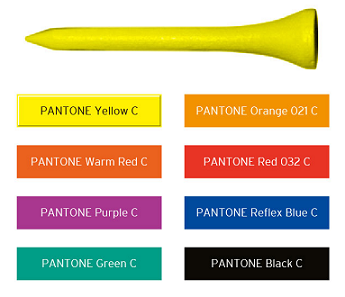 PANTONE Yellow C
PANTONE Orange 021 C
PANTONE Warm Red C
PANTONE Red 032 C
PANTONE Purple C
PANTONE Reflex Blue C
PANTONE Green C
PANTONE Black C